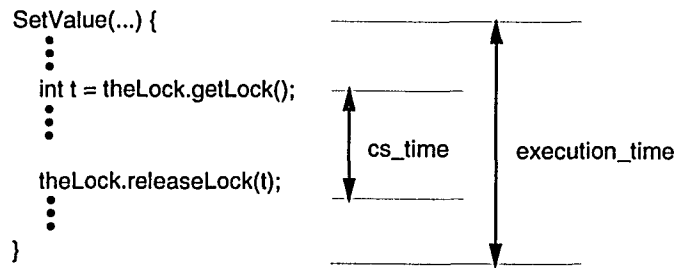 SetValue(...) {
int t = theLock.getLock();
cs_time
execution_time
theLock.releaseLock(t);
}